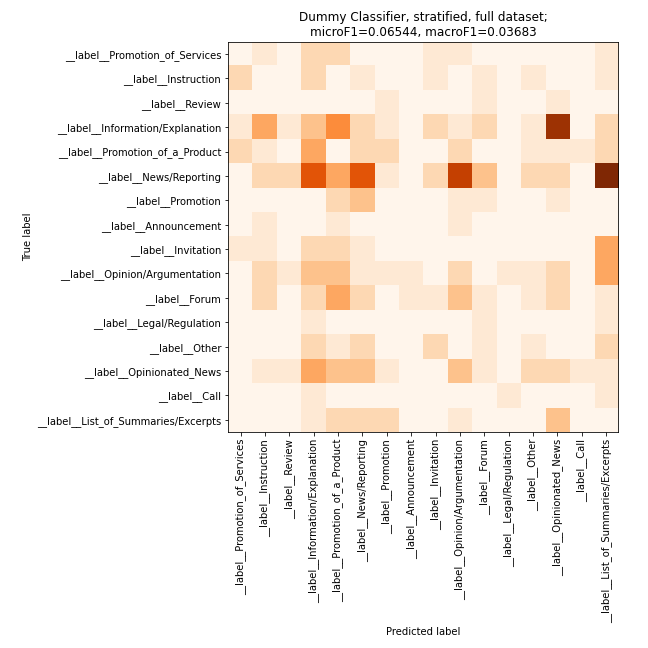 Dummy Classifier, stratified, full dataset;
microF1=0.06544, macroF1=0.03683
True label
__label__Promotion_of_Services
__label__Instruction
__label__Review
__label__Information/Explanation
__label__Promotion_of_a_Product
__label__News/Reporting
__label__Promotion
__label__Announcement
__label__Invitation
__label__Opinion/Argumentation
__label__Forum
__label__Legal/Regulation
__label__Other
__label__Opinionated_News
__label__Call
__label__List_of_Summaries/Excerpts
__label__Promotion_of_Services
__label__Instruction
__label__Review
__label__Information/Explanation
__label__Promotion_of_a_Product
__label__News/Reporting
__label__Promotion
__label__Announcement
__label__Invitation
__label__Opinion/Argumentation
__label__Forum
__label__Legal/Regulation
__label__Other
__label__Opinionated_News
__label__Call
__label__List_of_Summaries/Excerpts
Predicted label